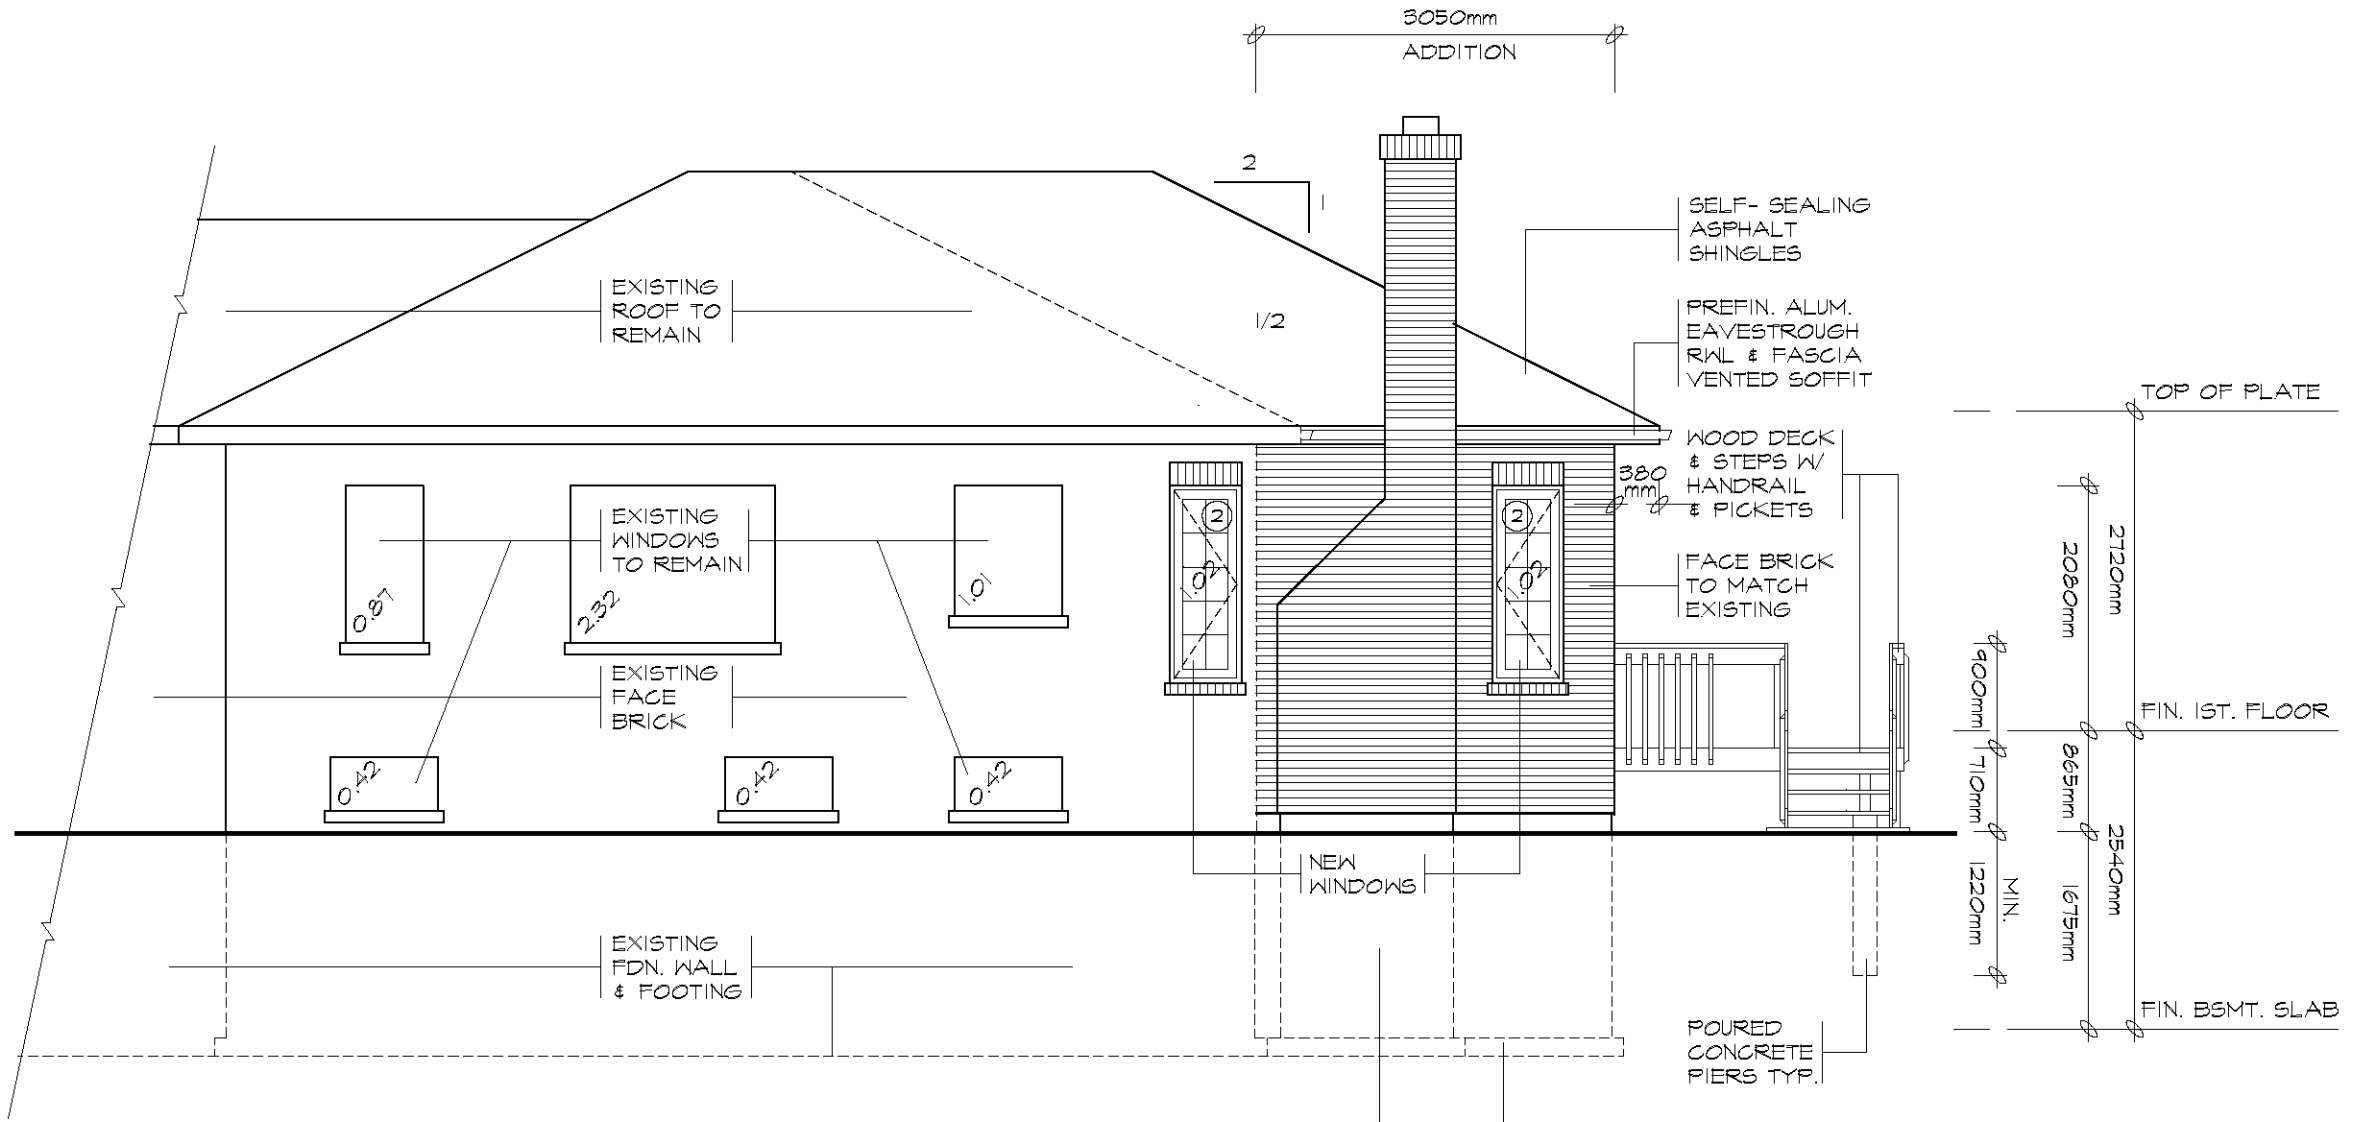 3050mm
ADDITION
2
1
SELF- SEALING
ASPHALT
SHINGLES
EXISTING
ROOF TO
REMAIN
1/2
PREFIN. ALUM.
EAVESTROUGH
RWL & FASCIA
VENTED SOFFIT
TOP OF PLATE
WOOD DECK
& STEPS W/
HANDRAIL
& PICKETS
380
mm
EXISTING
WINDOWS
TO REMAIN
2
2
0.87
2.32
1.01
1.02
1.02
FACE BRICK
TO MATCH
EXISTING
2720mm
2080mm
EXISTING
FACE
BRICK
900mm
FIN. 1ST. FLOOR
0.42
0.42
0.42
710mm
865mm
2540mm
NEW
WINDOWS
1220mm
MIN.
1675mm
EXISTING
FDN. WALL
& FOOTING
FIN. BSMT. SLAB
POURED
CONCRETE
PIERS TYP.